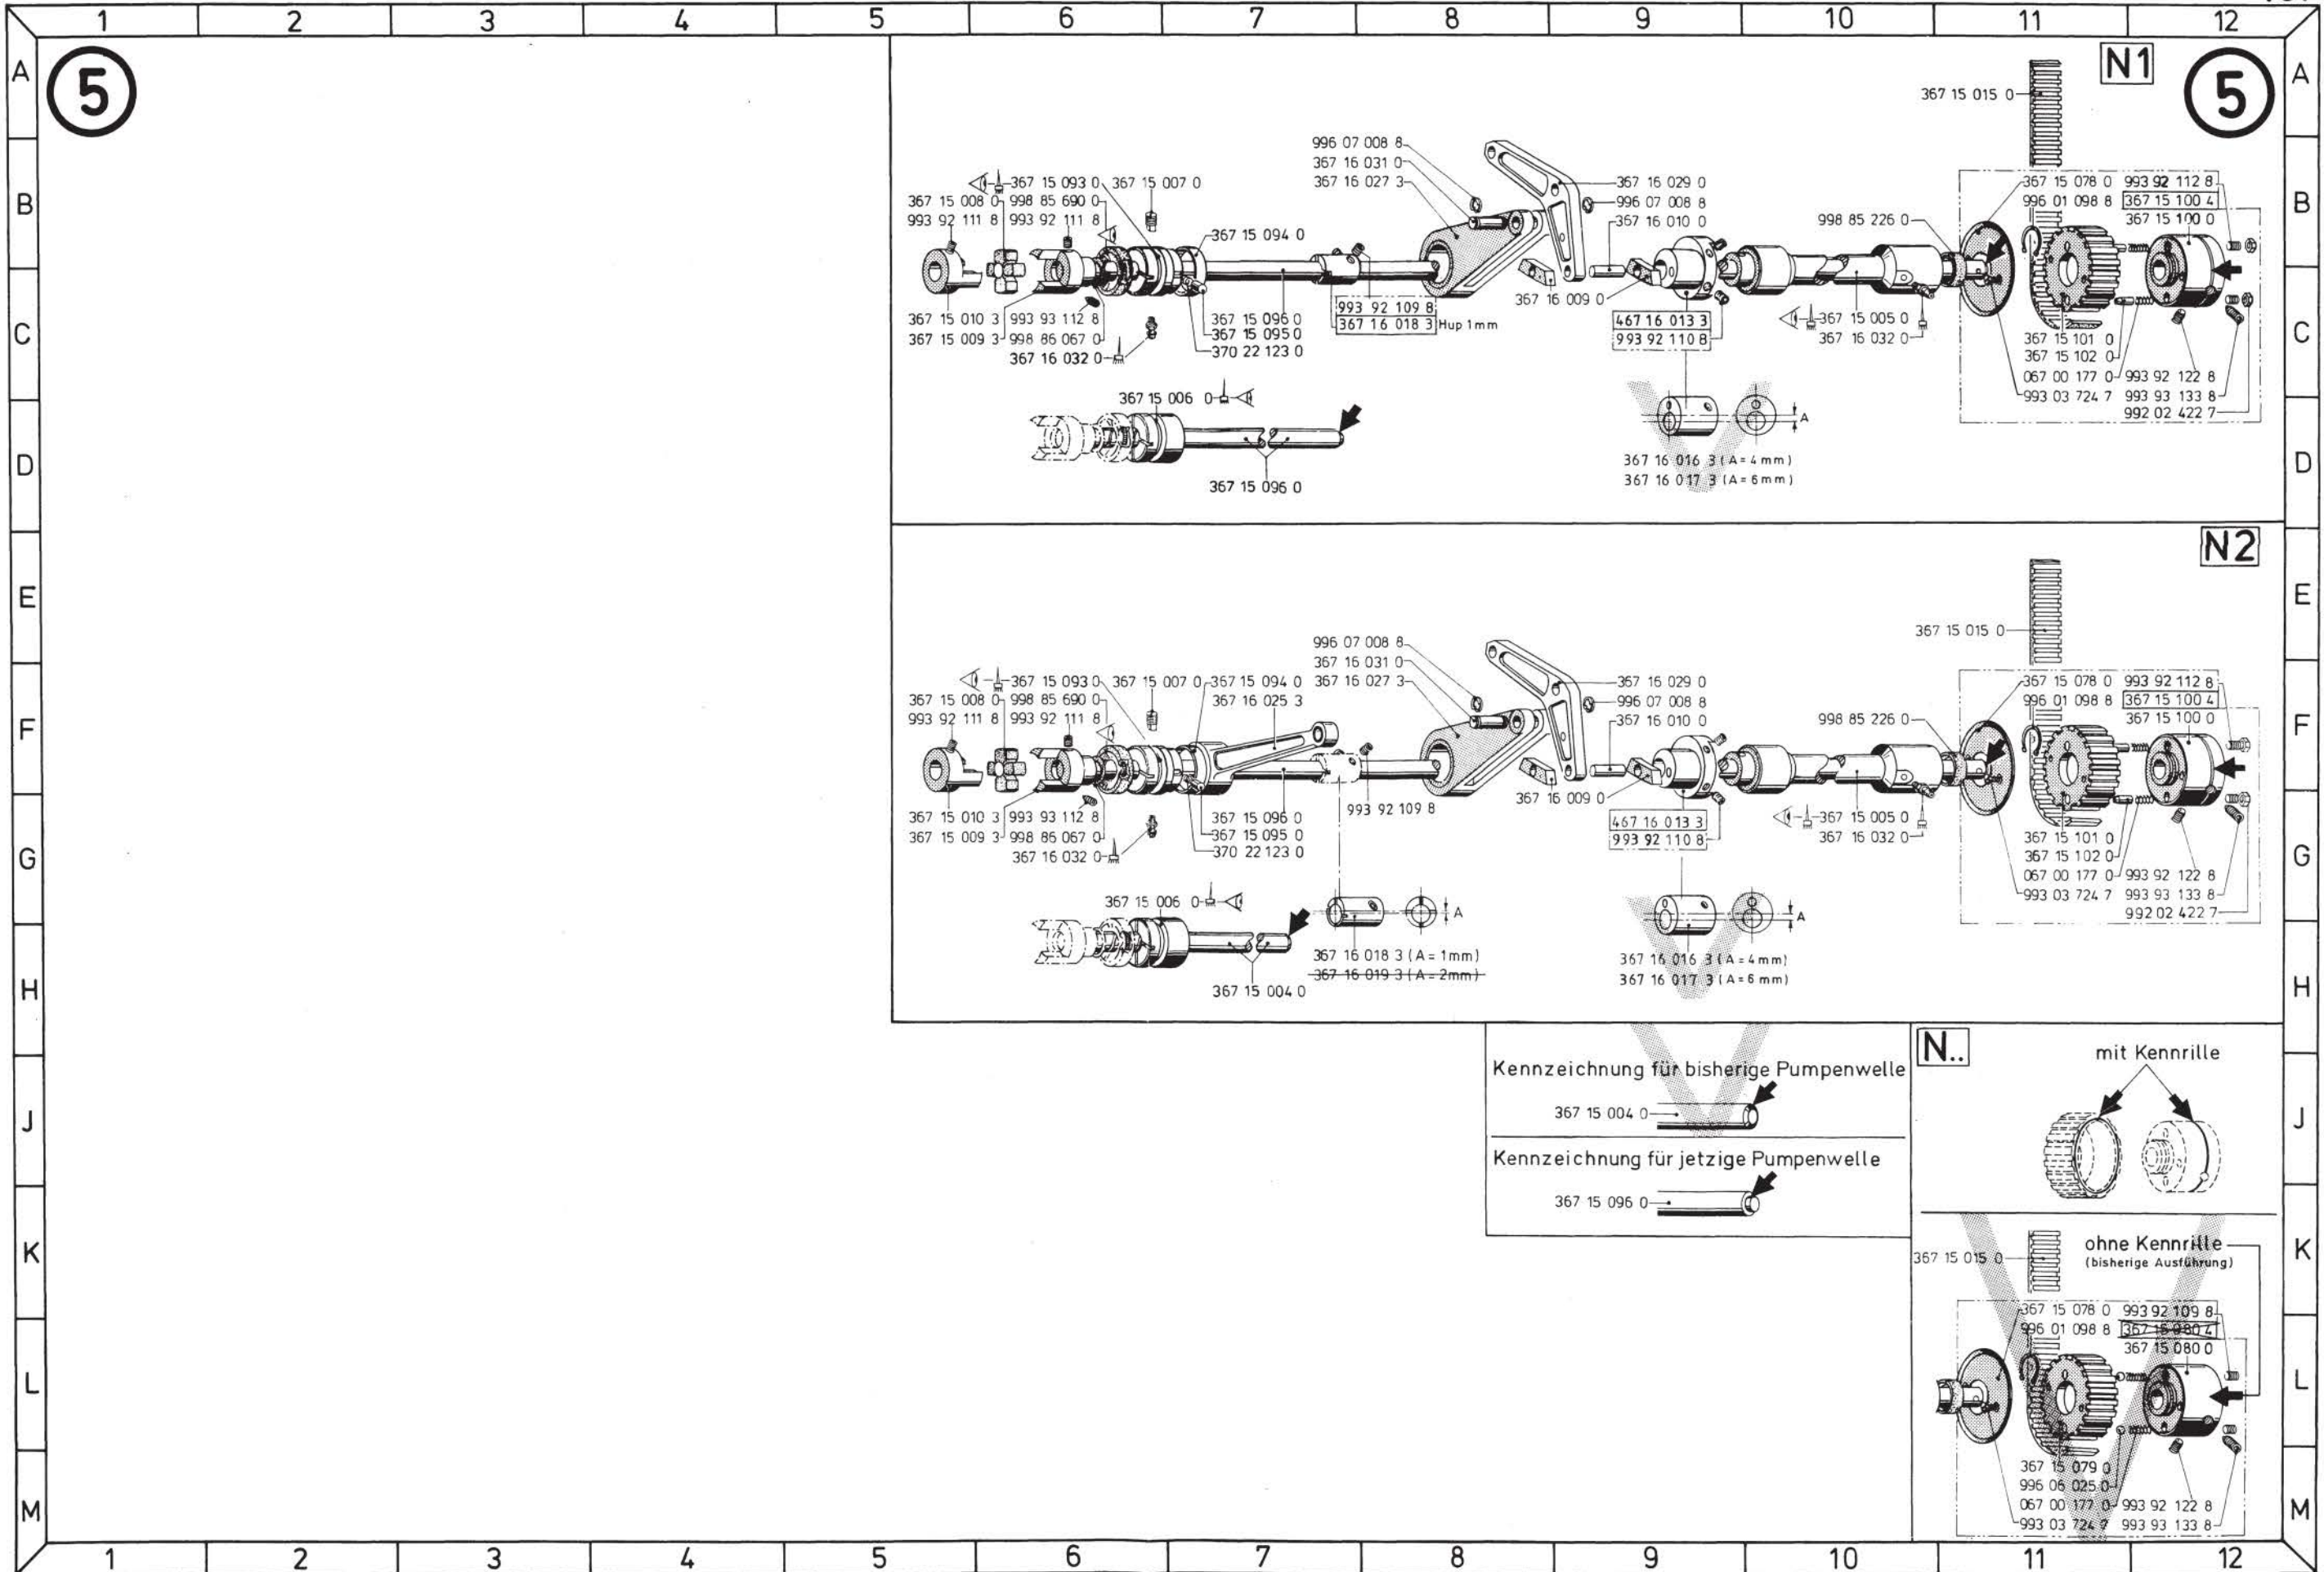 1 2 3 4 5 6 7 8 9 10 11 12
A
B
C
D
E
F
G
H
J
K
L
M
5
N1
5
367 15 015 0
996 07 008 8
367 16 031 0
367 16 027 3
367 15 093 0 367 15 007 0
367 15 008 0 998 85 690 0
993 92 111 8 993 92 111 8
367 15 094 0
367 16 029 0
996 07 008 8
367 16 010 0
998 85 226 0
367 15 078 0 993 92 112 8
996 01 098 8 367 15 100 4
367 15 100 0
367 15 010 3 993 93 112 8
367 15 009 3 998 86 067 0
367 16 032 0
367 15 096 0
367 15 095 0
370 22 123 0
993 92 109 8
367 16 018 3 Hup 1mm
367 16 009 0
467 16 013 3
993 92 110 8
367 15 005 0
367 16 032 0
367 15 101 0
367 15 102 0
067 00 177 0 993 92 122 8
993 03 724 7 993 93 133 8
992 02 422 7
367 15 006 0
367 15 096 0
A
367 16 016 3 (A = 4 mm)
367 16 017 3 (A = 6 mm)
N2
367 15 015 0
996 07 008 8
367 16 031 0
367 16 027 3
367 15 093 0 367 15 007 0 367 15 094 0
367 15 008 0 998 85 690 0 367 16 025 3
993 92 111 8 993 92 111 8
367 16 029 0
996 07 008 8
367 16 010 0
998 85 226 0
367 15 078 0 993 92 112 8
996 01 098 8 367 15 100 4
367 15 100 0
367 15 010 3 993 93 112 8
367 15 009 3 998 86 067 0
367 16 032 0
367 15 096 0
367 15 095 0
370 22 123 0
993 92 109 8
367 16 009 0
467 16 013 3
993 92 110 8
367 15 005 0
367 16 032 0
367 15 101 0
367 15 102 0
067 00 177 0 993 92 122 8
993 03 724 7 993 93 133 8
992 02 422 7
367 15 006 0
367 15 004 0
A
367 16 018 3 (A = 1mm)
367 16 019 3 (A = 2mm)
A
367 16 016 3 (A = 4mm)
367 16 017 3 (A = 6 mm)
Kennzeichnung für bisherige Pumpenwelle
367 15 004 0
Kennzeichnung für jetzige Pumpenwelle
367 15 096 0
N..
mit Kennrille
367 15 015 0
ohne Kennrille
(bisherige Ausführung)
367 15 078 0 993 92 109 8
996 01 098 8 367 15 080 4
367 15 080 0
367 15 079 0
996 06 025 0
067 00 177 0 993 92 122 8
993 03 724 7 993 93 133 8
A
B
C
D
E
F
G
H
J
K
L
M
1 2 3 4 5 6 7 8 9 10 11 12